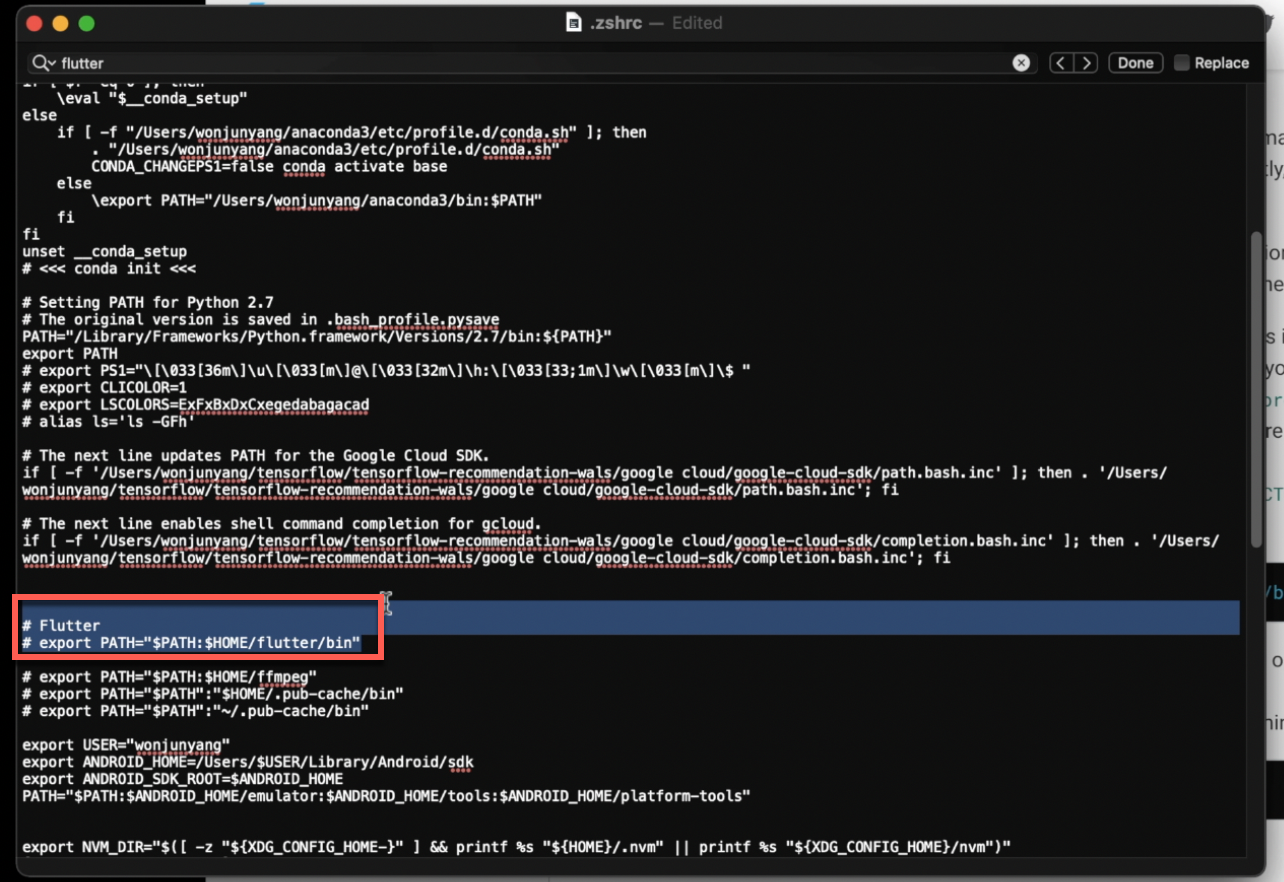 .zshrc — Edited
flutter
Done
Replace
\eval "$__conda_setup"
else
if [ -f "/Users/wonjunyang/anaconda3/etc/profile.d/conda.sh" ]; then
. "/Users/wonjunyang/anaconda3/etc/profile.d/conda.sh"
CONDA_CHANGEPS1=false conda activate base
else
\export PATH="/Users/wonjunyang/anaconda3/bin:$PATH"
fi
fi
unset __conda_setup
# <<< conda init <<<
# Setting PATH for Python 2.7
# The original version is saved in .bash_profile.pysave
PATH="/Library/Frameworks/Python.framework/Versions/2.7/bin:${PATH}"
export PATH
# export PS1="\[\033[36m\]\u\[\033[m\]@\[\033[32m\]\h:\[\033[33;1m\]\w\[\033[m\]\$ "
# export CLICOLOR=1
# export LSCOLORS=ExFxBxDxCxegedabagacad
# alias ls='ls -GFh'
# The next line updates PATH for the Google Cloud SDK.
if [ -f '/Users/wonjunyang/tensorflow/tensorflow-recommendation-wals/google cloud/google-cloud-sdk/path.bash.inc' ]; then . '/Users/
wonjunyang/tensorflow/tensorflow-recommendation-wals/google cloud/google-cloud-sdk/path.bash.inc'; fi
# The next line enables shell command completion for gcloud.
if [ -f '/Users/wonjunyang/tensorflow/tensorflow-recommendation-wals/google cloud/google-cloud-sdk/completion.bash.inc' ]; then . '/Users/
wonjunyang/tensorflow/tensorflow-recommendation-wals/google cloud/google-cloud-sdk/completion.bash.inc'; fi
# Flutter
# export PATH="$PATH:$HOME/flutter/bin"
# export PATH="$PATH:$HOME/ffmpeg"
# export PATH="$PATH":"$HOME/.pub-cache/bin"
# export PATH="$PATH":"~/.pub-cache/bin"
export USER="wonjunyang"
export ANDROID_HOME=/Users/$USER/Library/Android/sdk
export ANDROID_SDK_ROOT=$ANDROID_HOME
PATH="$PATH:$ANDROID_HOME/emulator:$ANDROID_HOME/tools:$ANDROID_HOME/platform-tools"
export NVM_DIR="$([ -z "${XDG_CONFIG_HOME-}" ] && printf %s "${HOME}/.nvm" || printf %s "${XDG_CONFIG_HOME}/nvm")"